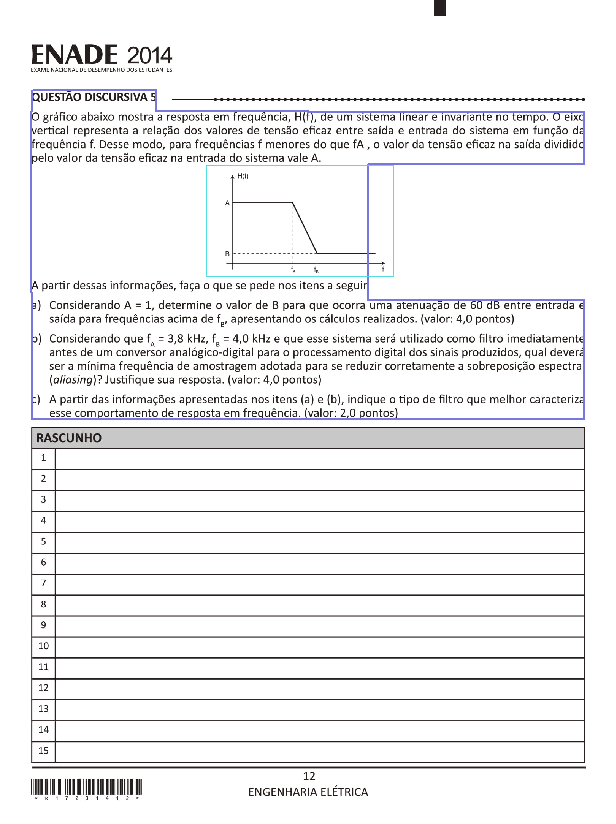 ENADE 2014
EXAME NACIONAL DE DESEMPENHO DOS ESTUDANTES
QUESTÃO DISCURSIVA 5
O gráfico abaixo mostra a resposta em frequência, H(f), de um sistema linear e invariante no tempo. O eixo
vertical representa a relação dos valores de tensão eficaz entre saída e entrada do sistema em função da
frequência f. Desse modo, para frequências f menores do que fA , o valor da tensão eficaz na saída dividido
pelo valor da tensão eficaz na entrada do sistema vale A.
H(f)
A
B
fA fB f
A partir dessas informações, faça o que se pede nos itens a seguir
a) Considerando A = 1, determine o valor de B para que ocorra uma atenuação de 60 dB entre entrada e
saída para frequências acima de fB, apresentando os cálculos realizados. (valor: 4,0 pontos)
b) Considerando que fA = 3,8 kHz, fB = 4,0 kHz e que esse sistema será utilizado como filtro imediatamente
antes de um conversor analógico-digital para o processamento digital dos sinais produzidos, qual deverá
ser a mínima frequência de amostragem adotada para se reduzir corretamente a sobreposição espectral
(aliasing)? Justifique sua resposta. (valor: 4,0 pontos)
c) A partir das informações apresentadas nos itens (a) e (b), indique o tipo de filtro que melhor caracteriza
esse comportamento de resposta em frequência. (valor: 2,0 pontos)
RASCUNHO
1
2
3
4
5
6
7
8
9
10
11
12
13
14
15
12
ENGENHARIA ELÉTRICA